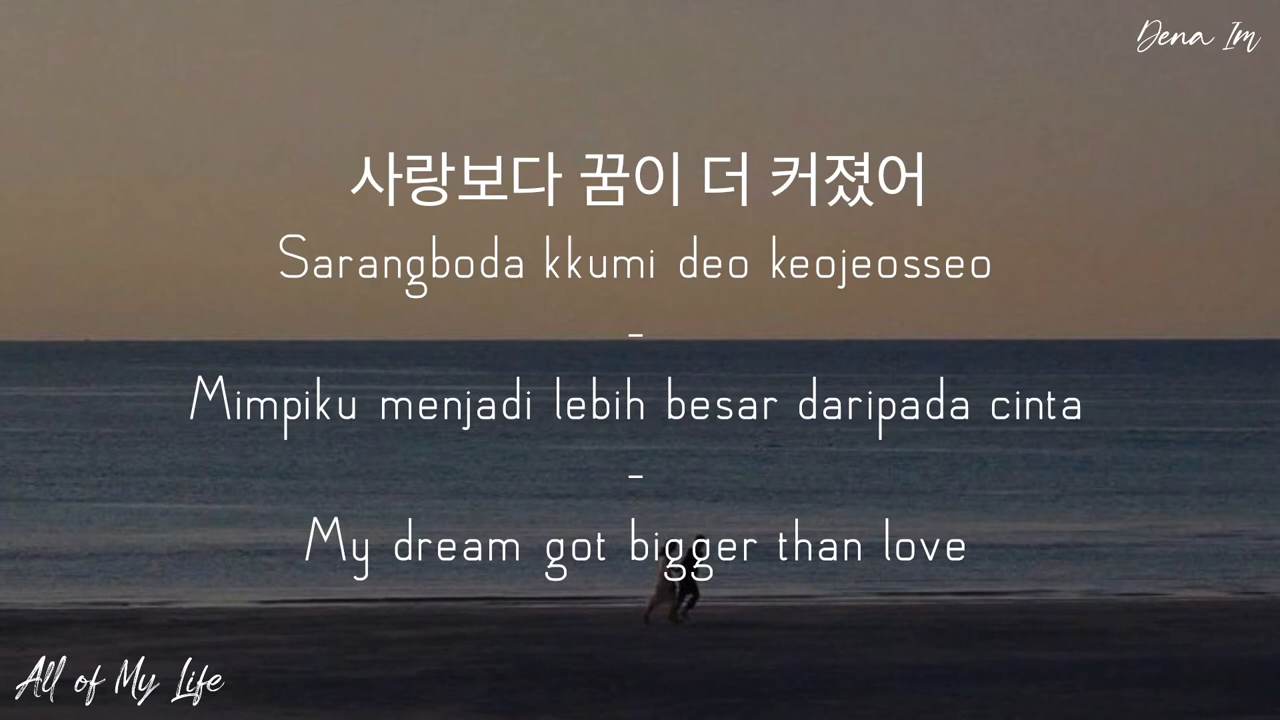 Dena Im
사랑보다 꿈이 더 커졌어
Sarangboda kkumi deo keojeosseo
-
Mimpiku menjadi lebih besar daripada cinta
-
My dream got bigger than love
All of My Life